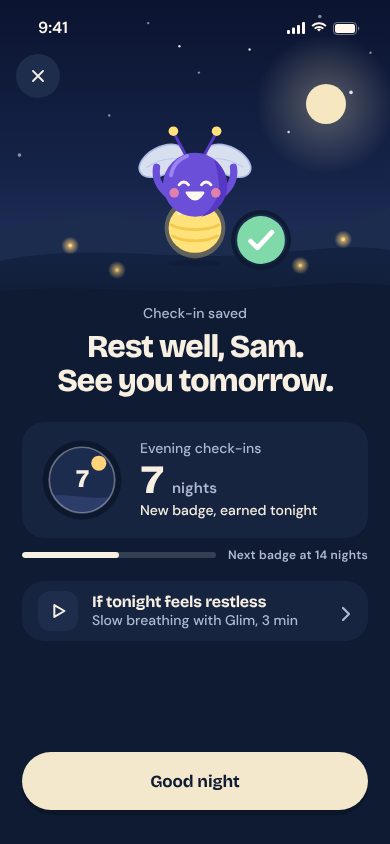 9:41
Check-in saved
Rest well, Sam.
See you tomorrow.
7
Evening check-ins
7 nights
New badge, earned tonight
Next badge at 14 nights
If tonight feels restless
Slow breathing with Glim, 3 min
Good night